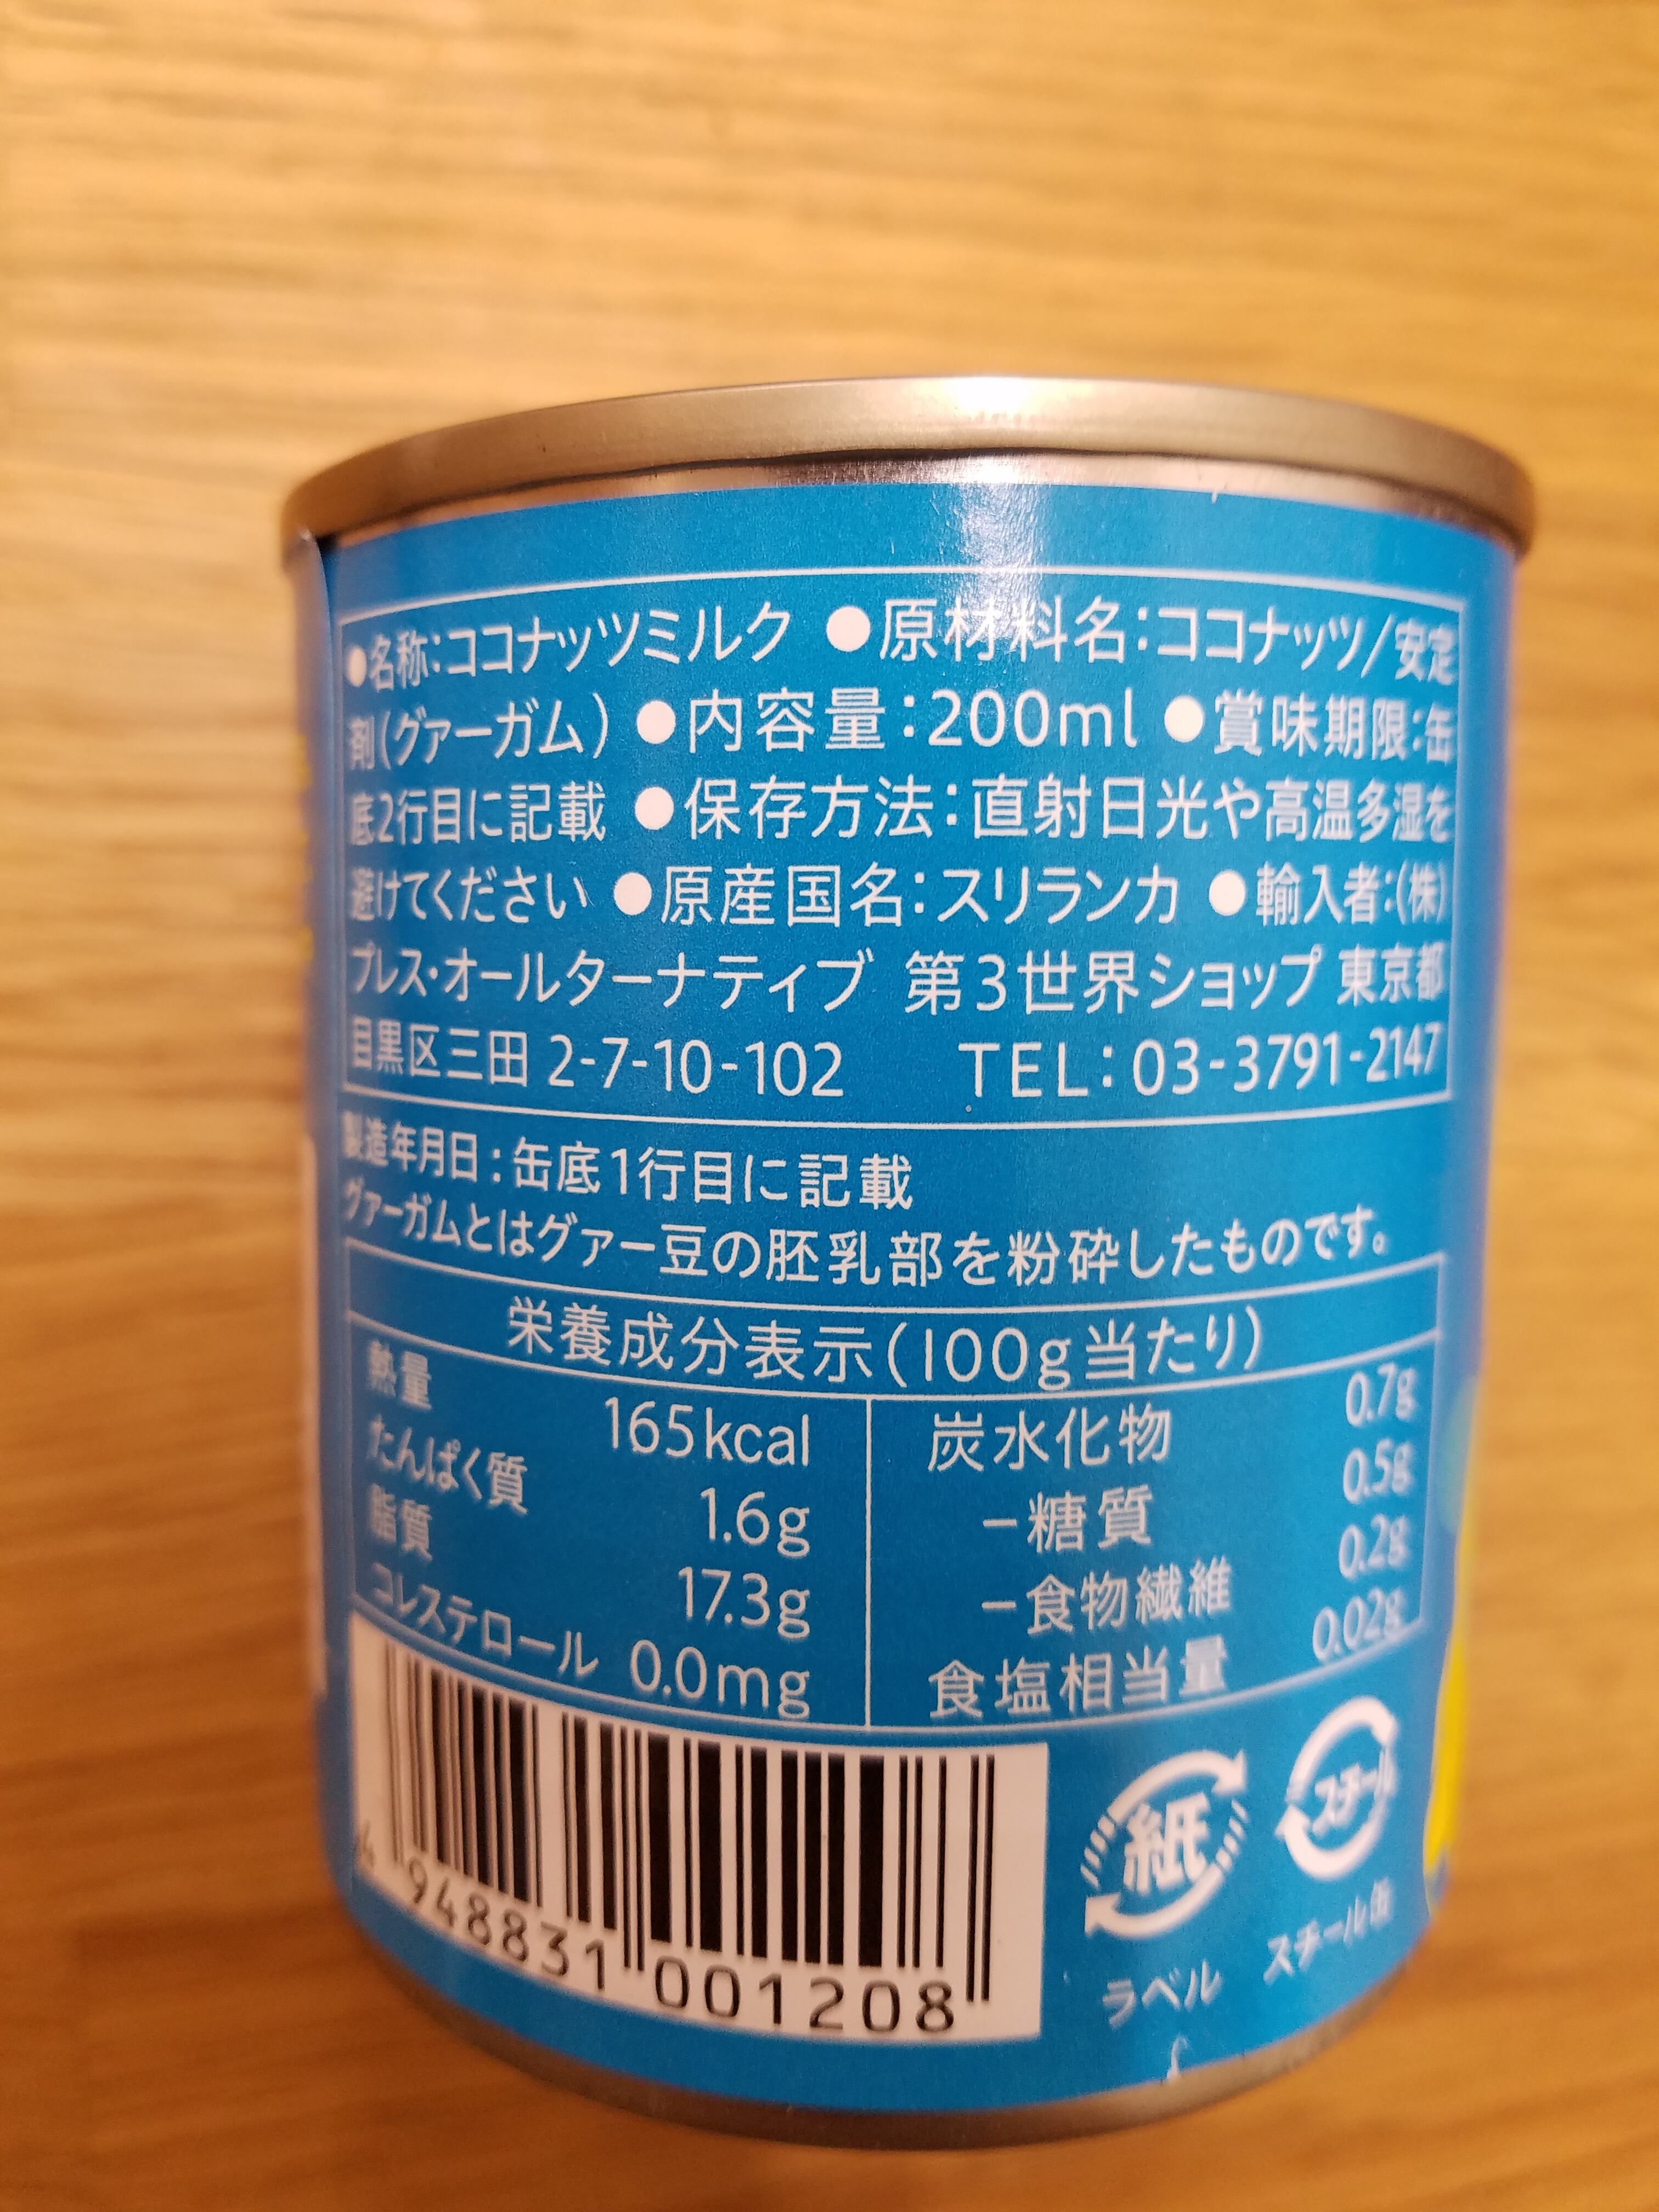 ●名称:ココナッツミルク ●原材料名:ココナッツ/安定
剤(グァーガム) ●内容量:200ml ●賞味期限:缶
底2行目に記載 ●保存方法:直射日光や高温多湿を
避けてください ●原産国名:スリランカ ●輸入者:(株)
プレス・オールターナティブ 第3世界ショップ 東京都
目黒区三田 2-7-10-102 TEL:03-3791-2147
製造年月日:缶底1行目に記載
グァーガムとはグァー豆の胚乳部を粉砕したものです。
栄養成分表示(100g当たり)
熱量 165kcal
たんぱく質 1.6g
脂質 17.3g
コレステロール 0.0mg
炭水化物 0.7g
−糖質 0.5g
−食物繊維 0.2g
食塩相当量 0.02g
4 948831 001208
紙
ラベル
スチール
スチール缶